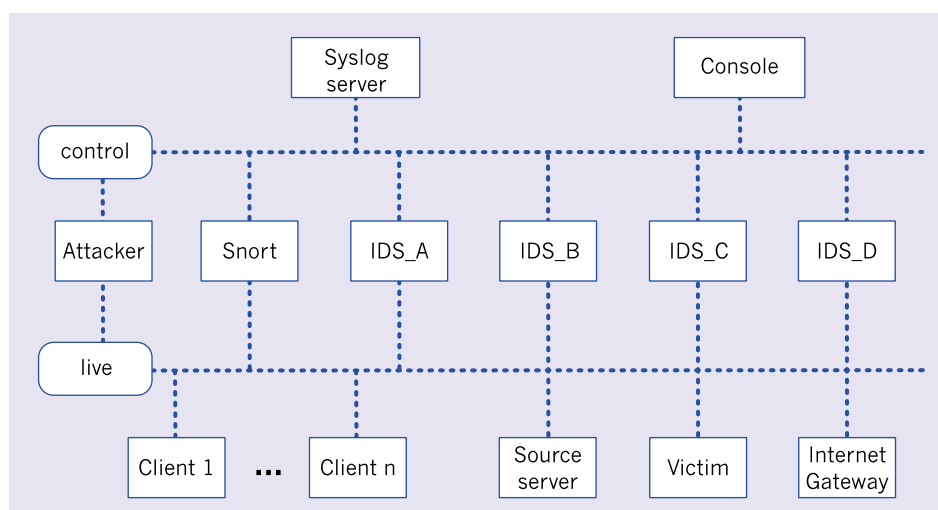 Syslog
server
Console
control
Attacker
Snort
IDS_A
IDS_B
IDS_C
IDS_D
live
Client 1
...
Client n
Source
server
Victim
Internet
Gateway